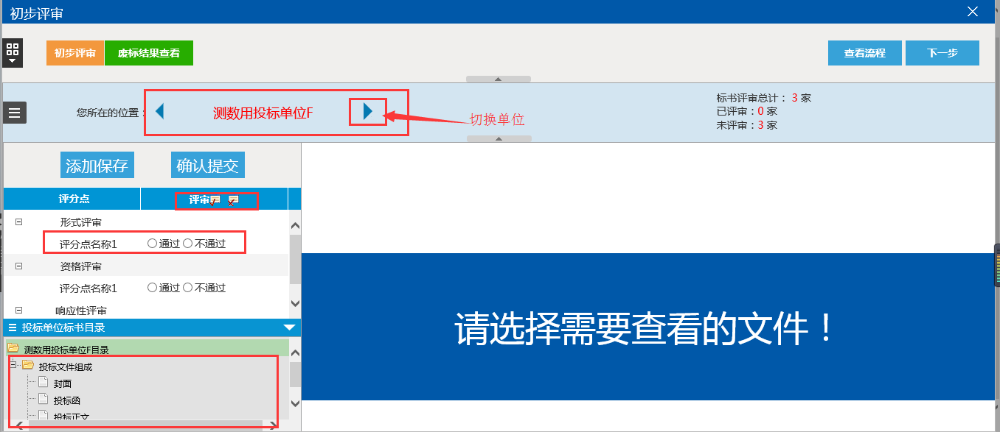 初步评审
初步评审 废标结果查看 查看流程 下一步
您所在的位置： 测数用投标单位F 切换单位
标书评审总计： 3 家
已评审：0 家
未评审：3 家
添加保存 确认提交
评分点 评审
形式评审
评分点名称1 通过 不通过
资格评审
评分点名称1 通过 不通过
响应性评审
投标单位标书目录
测数用投标单位F目录
投标文件组成
封面
投标函
投标正文
请选择需要查看的文件！